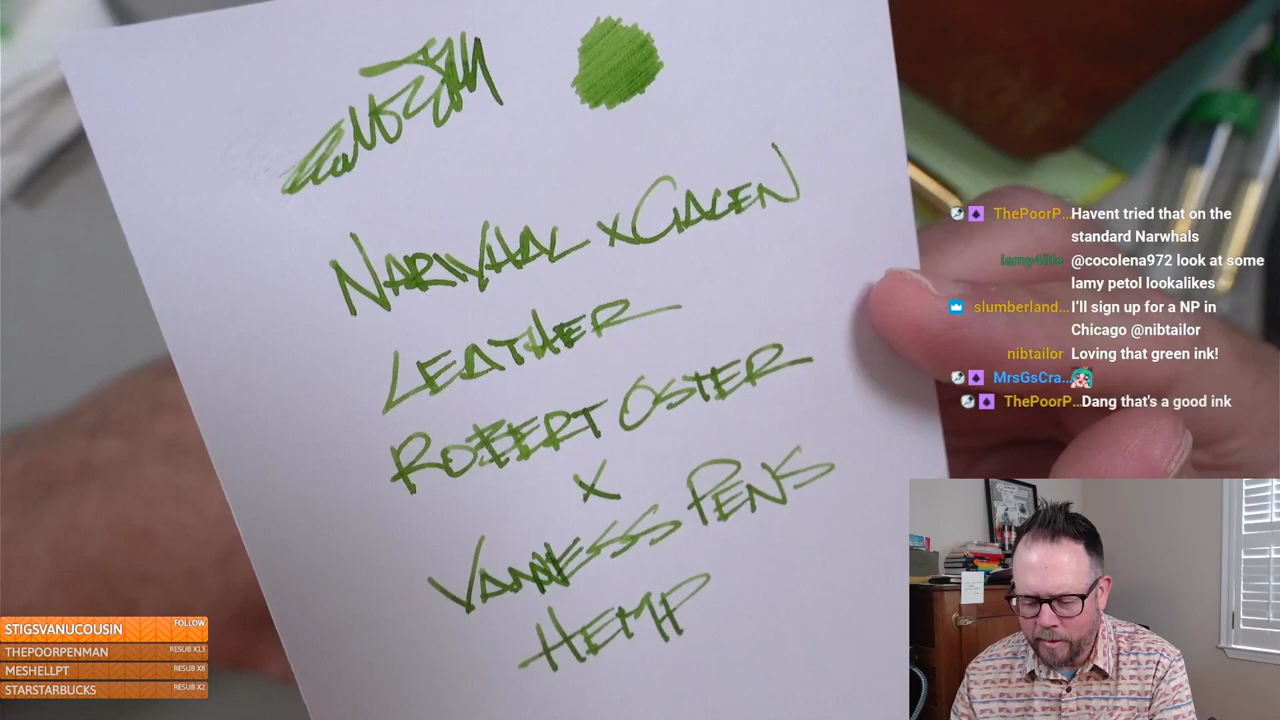 NARWHAL x GALEN
LEATHER
ROBERT OSTER
X
VANNESS PENS
HEMP
ThePoorP... Havent tried that on the
standard Narwhals
lamy4life @cocolena972 look at some
lamy petol lookalikes
slumberland... I'll sign up for a NP in
Chicago @nibtailor
nibtailor Loving that green ink!
MrsGsCra...
ThePoorP... Dang that's a good ink
STIGSVANUCOUSIN FOLLOW
THEPOORPENMAN RESUB X13
MESHELLPT RESUB X8
STARSTARBUCKS RESUB X2